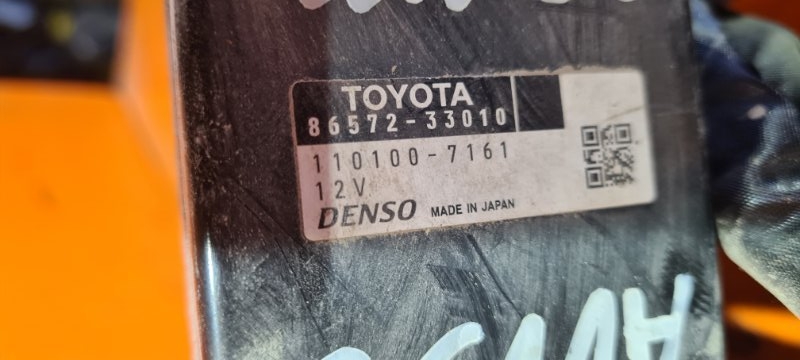 TOYOTA
86572-33010
110100-7161
12V
DENSO MADE IN JAPAN